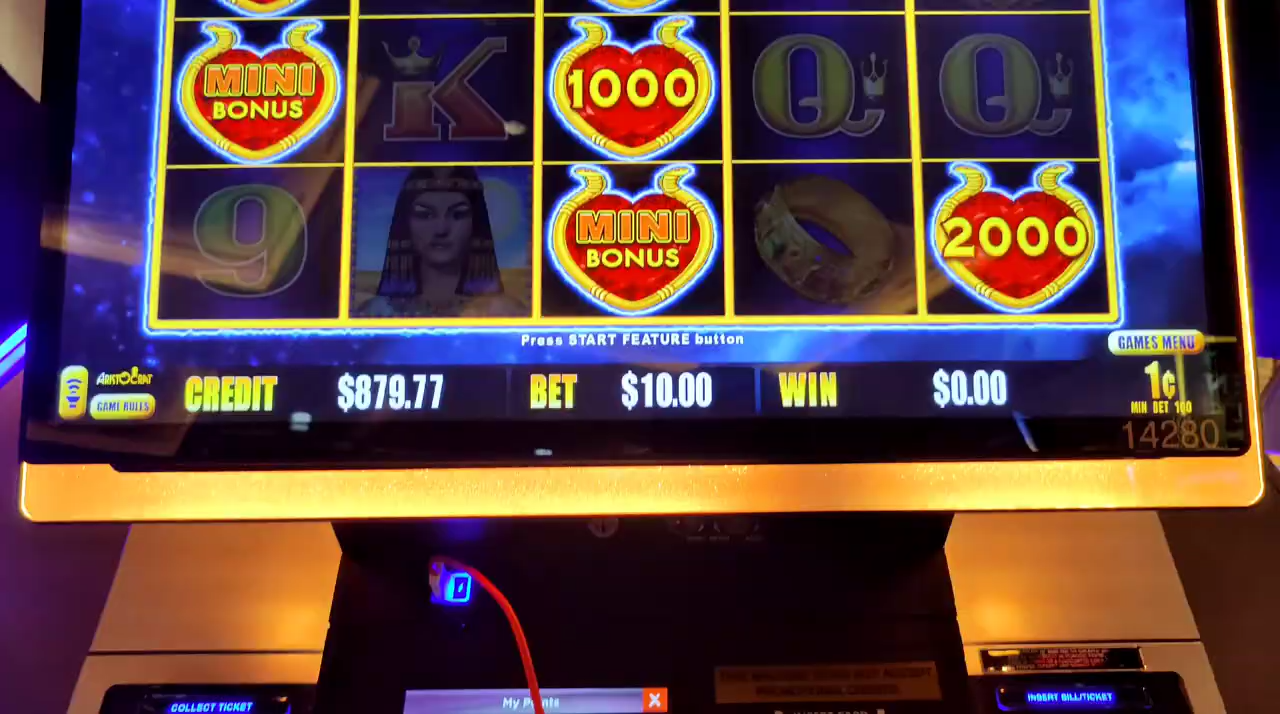 MINI
BONUS
K
1000
Q
Q
9
MINI
BONUS
2000
Press START FEATURE button
GAMES MENU
ARISTOCRAT
GAME RULES
CREDIT $879.77 BET $10.00 WIN $0.00
1¢
MIN BET 100
14280
My Points
X
COLLECT TICKET
INSERT BILL/TICKET